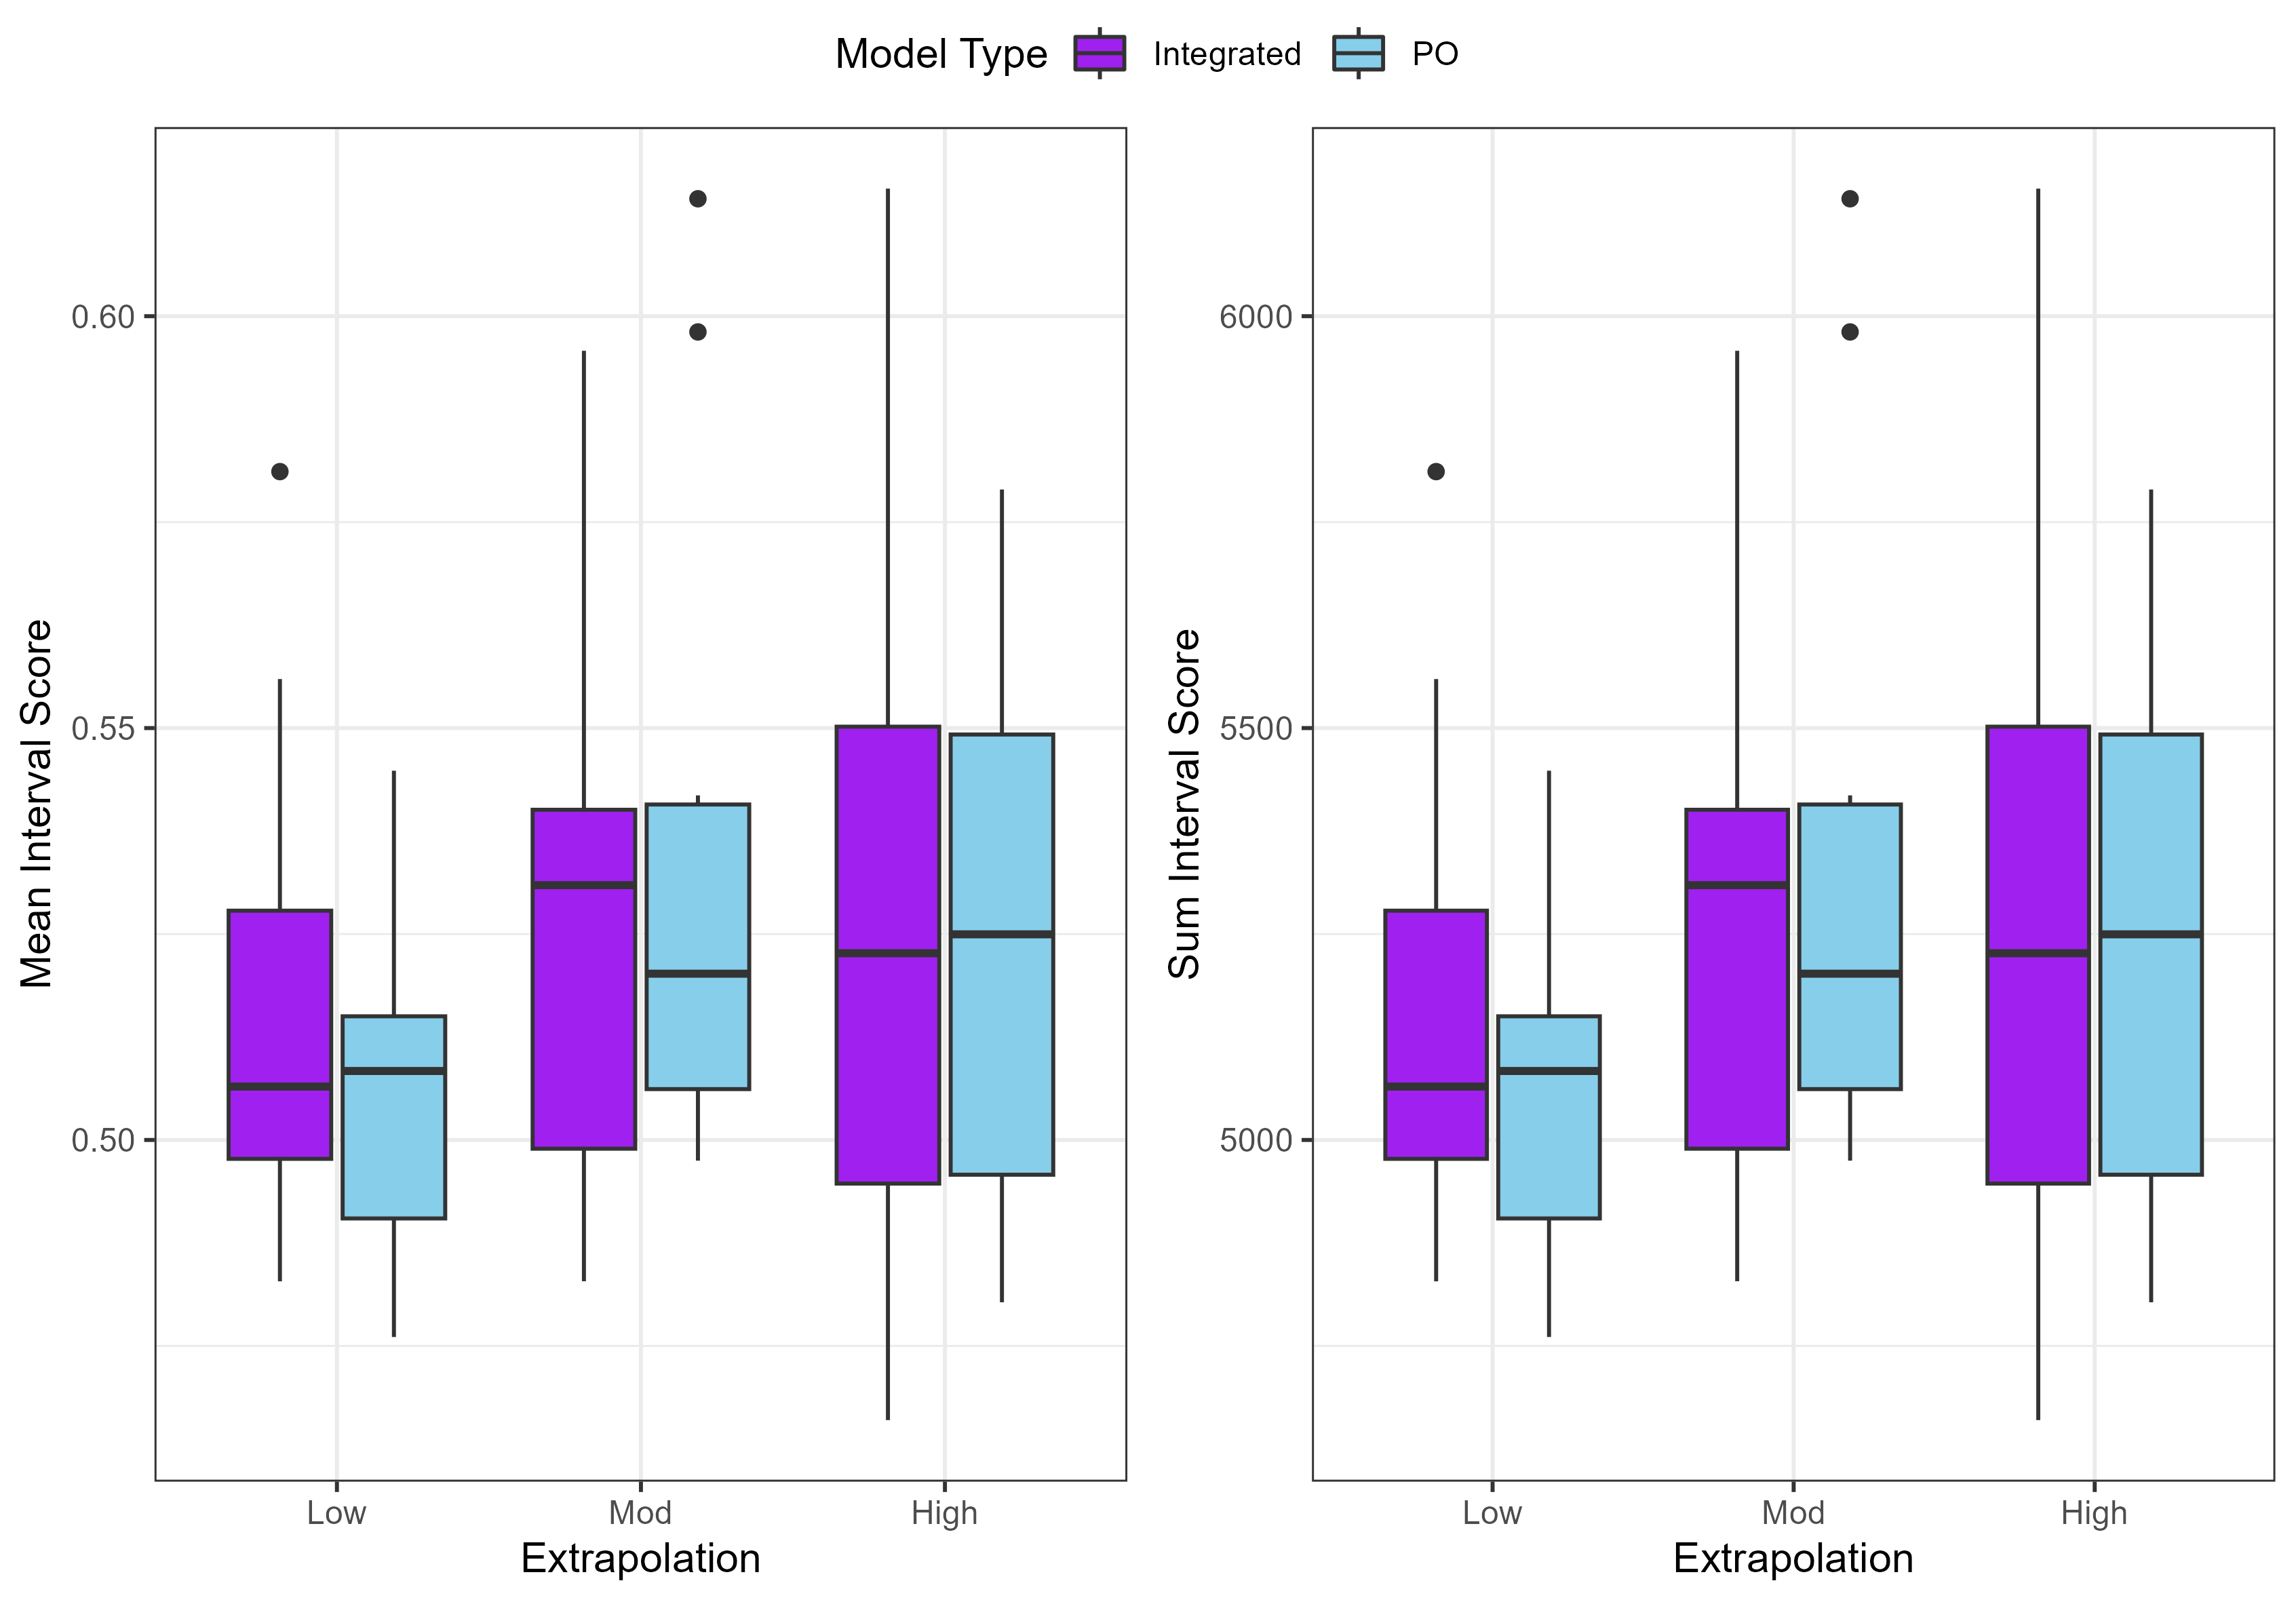 Model Type Integrated PO
Mean Interval Score
0.60
0.55
0.50
Low Mod High
Extrapolation
Sum Interval Score
6000
5500
5000
Low Mod High
Extrapolation